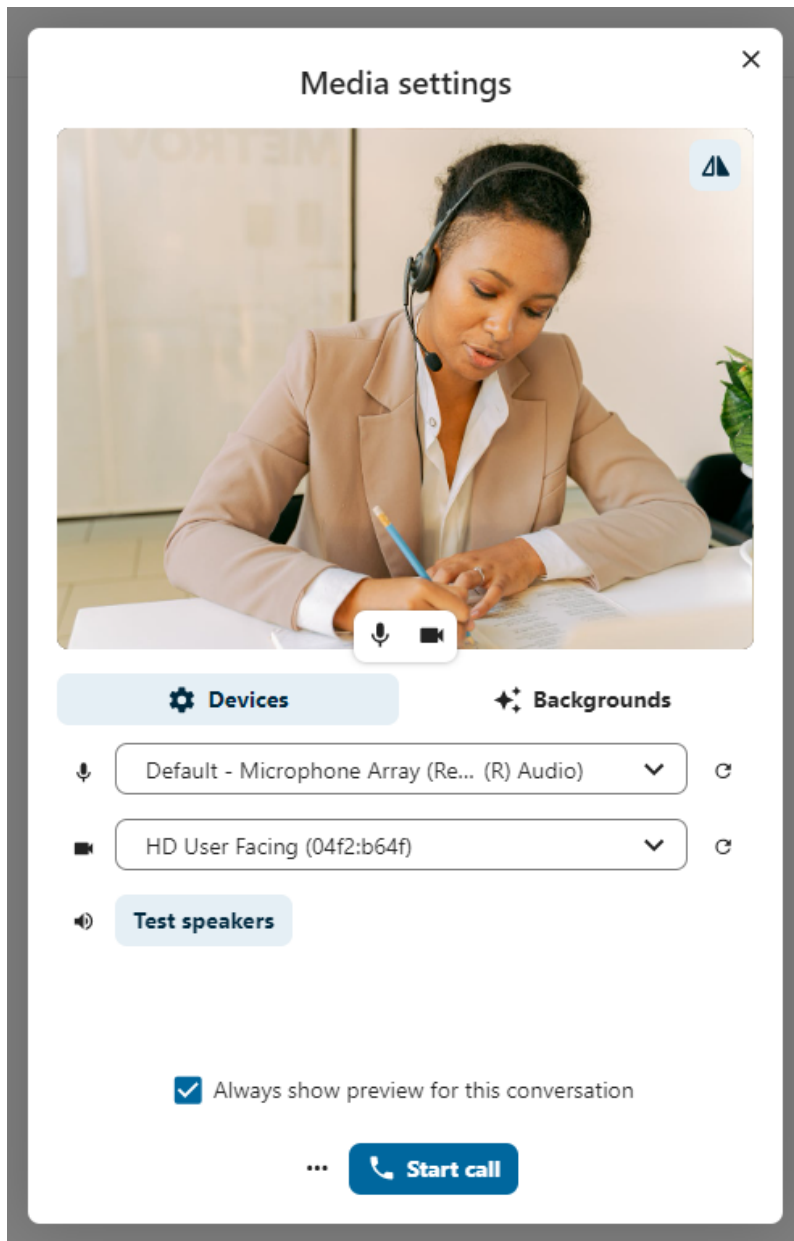 Media settings
Devices
Backgrounds
Default - Microphone Array (Re... (R) Audio)
HD User Facing (04f2:b64f)
Test speakers
Always show preview for this conversation
... Start call